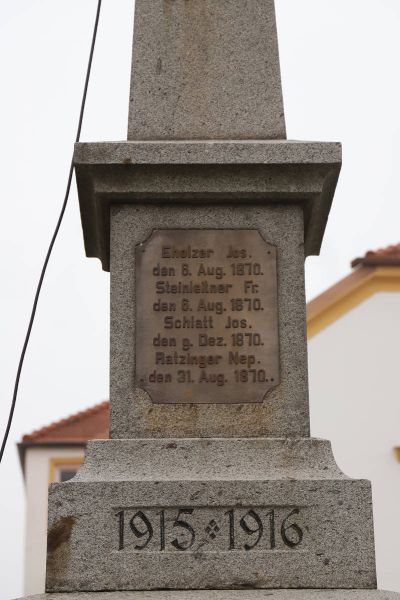 Eholzer Jos.
den 6. Aug. 1870.
Steinleitner Fr.
den 6. Aug. 1870.
Schlatt Jos.
den 9. Dez. 1870.
Ratzinger Nep.
den 31. Aug. 1870.
1915 1916